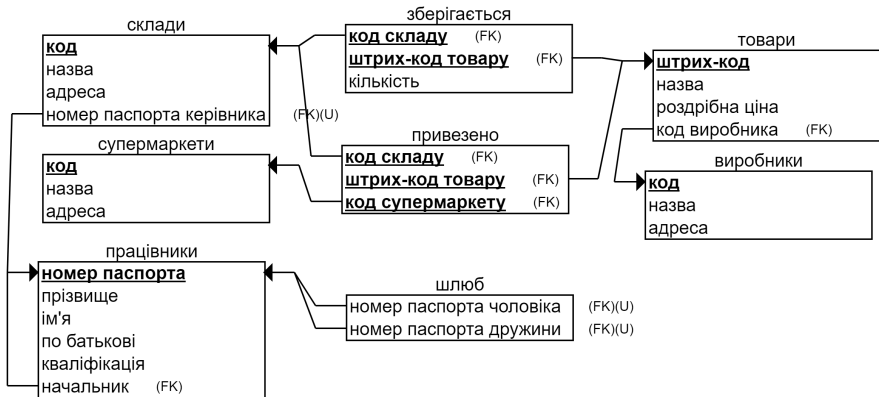 склади
код
назва
адреса
номер паспорта керівника (FK)(U)
зберігається
код складу (FK)
штрих-код товару (FK)
кількість
товари
штрих-код
назва
роздрібна ціна
код виробника (FK)
супермаркети
код
назва
адреса
привезено
код складу (FK)
штрих-код товару (FK)
код супермаркету (FK)
виробники
код
назва
адреса
працівники
номер паспорта
прізвище
ім'я
по батькові
кваліфікація
начальник (FK)
шлюб
номер паспорта чоловіка (FK)(U)
номер паспорта дружини (FK)(U)